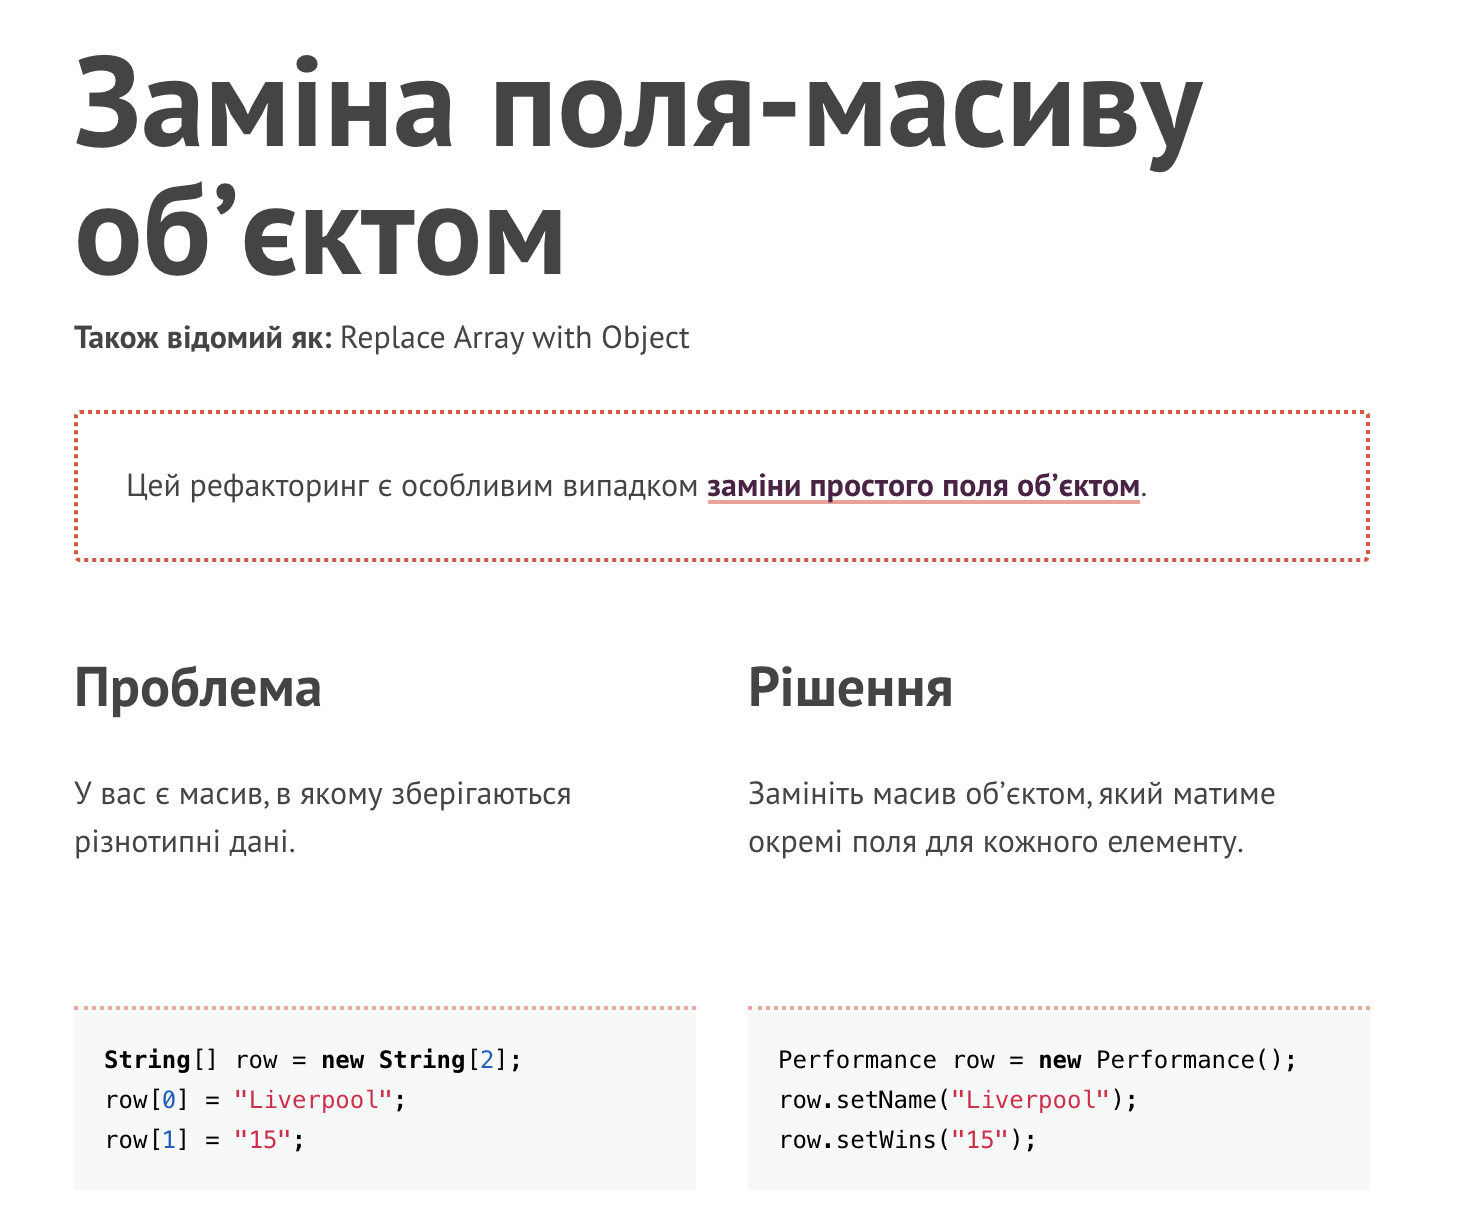 Заміна поля-масиву
об’єктом
Також відомий як: Replace Array with Object
Цей рефакторинг є особливим випадком заміни простого поля об’єктом.
Проблема
У вас є масив, в якому зберігаються
різнотипні дані.
String[] row = new String[2];
row[0] = "Liverpool";
row[1] = "15";
Рішення
Замініть масив об’єктом, який матиме
окремі поля для кожного елементу.
Performance row = new Performance();
row.setName("Liverpool");
row.setWins("15");